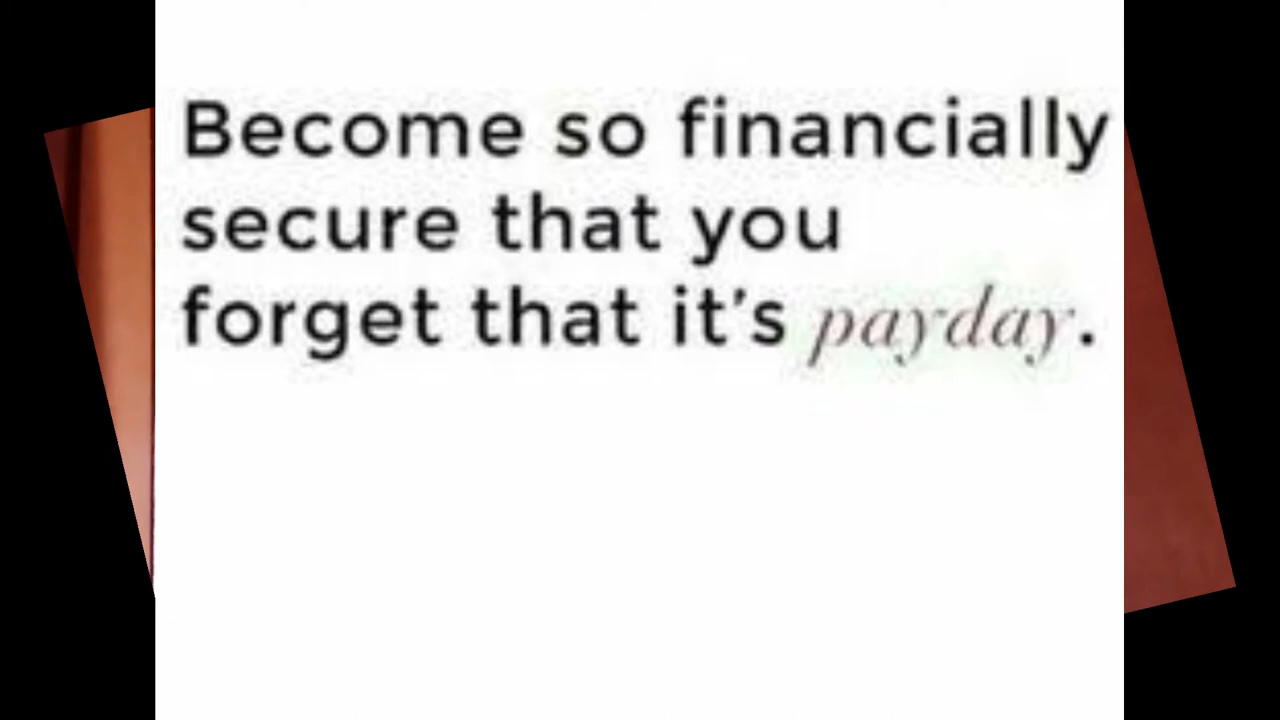 Become so financially
secure that you
forget that it's payday.